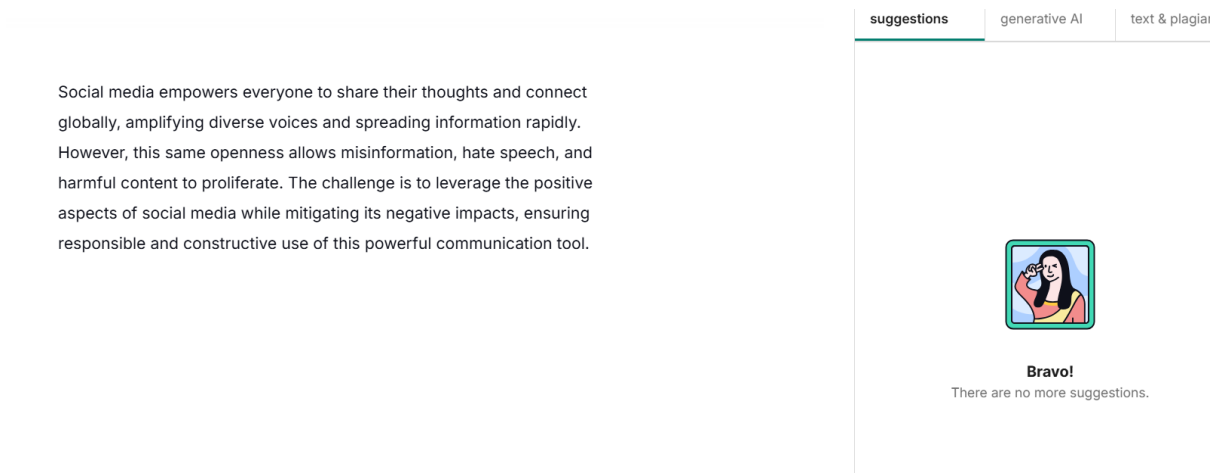 suggestions
generative AI
text & plagiar
Social media empowers everyone to share their thoughts and connect
globally, amplifying diverse voices and spreading information rapidly.
However, this same openness allows misinformation, hate speech, and
harmful content to proliferate. The challenge is to leverage the positive
aspects of social media while mitigating its negative impacts, ensuring
responsible and constructive use of this powerful communication tool.
Bravo!
There are no more suggestions.